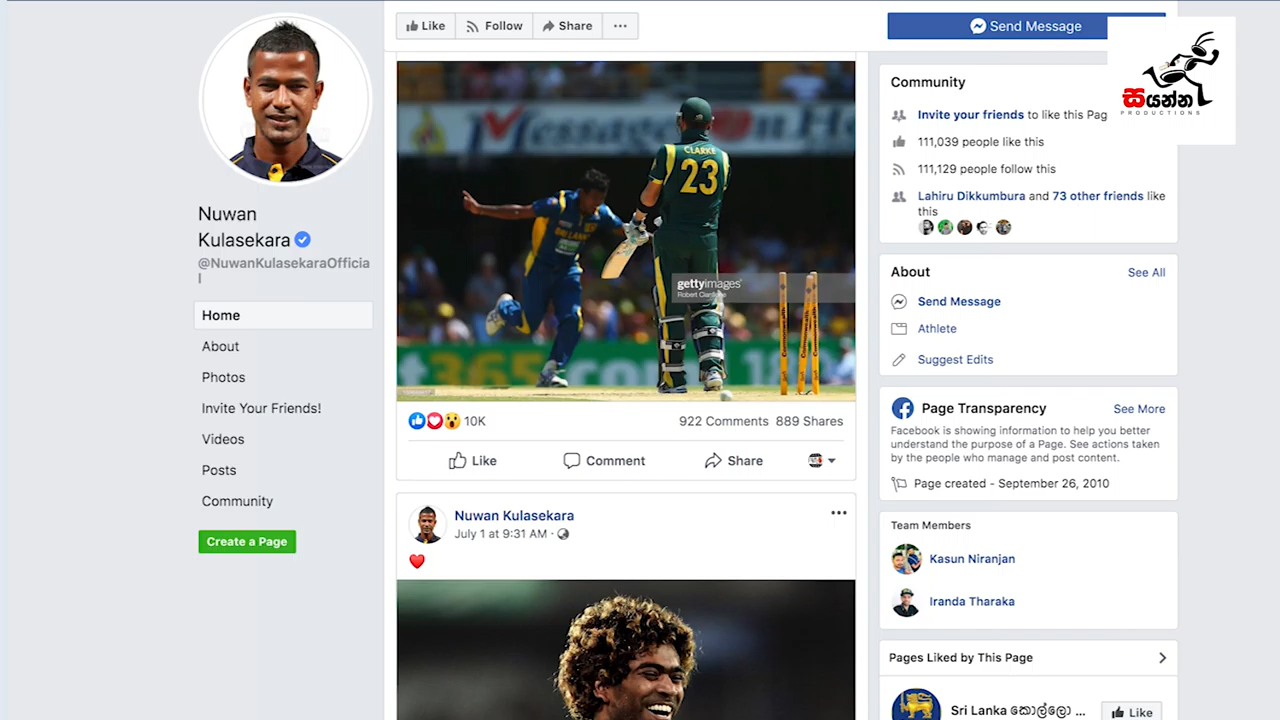 Nuwan
Kulasekara
@NuwanKulasekaraOfficia
l
Home
About
Photos
Invite Your Friends!
Videos
Posts
Community
Create a Page
Like
Follow
Share
Send Message
CLARKE
23
gettyimages
10K
922 Comments 889 Shares
Like
Comment
Share
Nuwan Kulasekara
July 1 at 9:31 AM ·
❤️
Community
Invite your friends to like this Pag
111,039 people like this
111,129 people follow this
Lahiru Dikkumbura and 73 other friends like
this
About
See All
Send Message
Athlete
Suggest Edits
Page Transparency
See More
Facebook is showing information to help you better
understand the purpose of a Page. See actions taken
by the people who manage and post content.
Page created - September 26, 2010
Team Members
Kasun Niranjan
Iranda Tharaka
Pages Liked by This Page
Sri Lanka කොල්ලෝ ...
Like
සයන්න
PRODUCTIONS